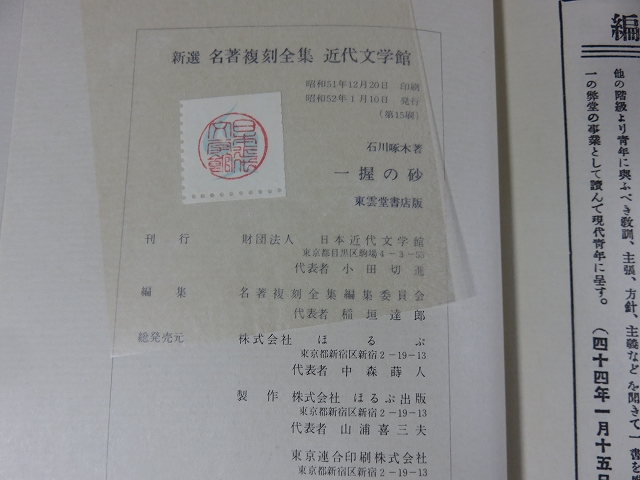 新選 名著複刻全集 近代文学館
昭和51年12月20日 印刷
昭和52年1月10日 発行
(第15刷)
石川啄木著
一握の砂
東雲堂書店版
刊行 財団法人 日本近代文学館
東京都目黒区駒場4-3-55
代表者 小田切進
編集 名著複刻全集編集委員会
代表者 稲垣達郎
総発売元 株式会社 ほるぷ
東京都新宿区新宿2-19-13
代表者 中森蒔人
製作 株式会社 ほるぷ出版
東京都新宿区新宿2-19-13
代表者 山浦喜三夫
東京連合印刷株式会社
東京都新宿区新宿2-19-13
編
他の階級より青年に與ふべき敎訓、主張、方針、主義などを聞きて一書を
一の弊堂の事業として讀んで現代青年に呈す。(四十四年一月十五日